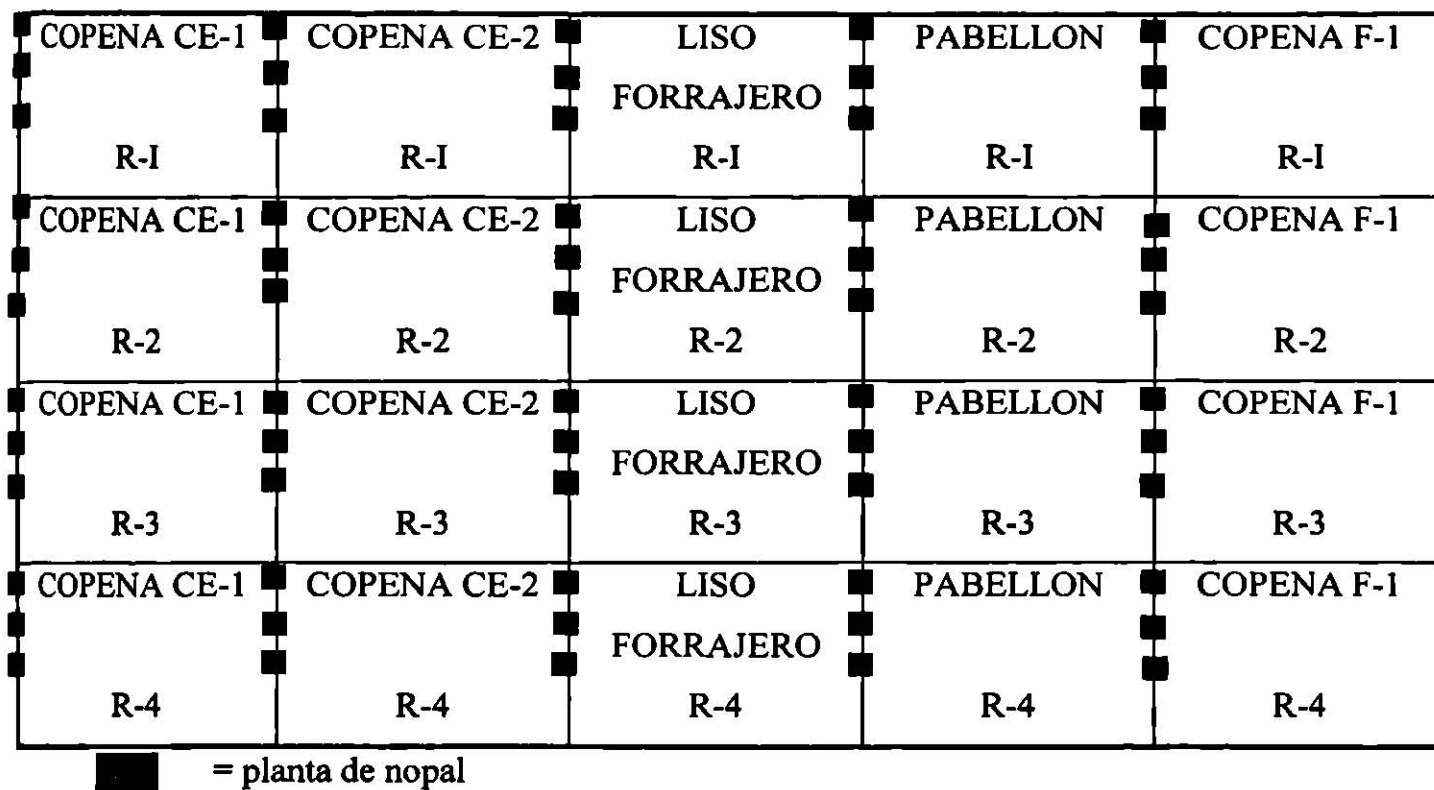 COPENA CE-1 COPENA CE-2 LISO PABELLON COPENA F-1
FORRAJERO
R-I R-I R-I R-I R-I
COPENA CE-1 COPENA CE-2 LISO PABELLON COPENA F-1
FORRAJERO
R-2 R-2 R-2 R-2 R-2
COPENA CE-1 COPENA CE-2 LISO PABELLON COPENA F-1
FORRAJERO
R-3 R-3 R-3 R-3 R-3
COPENA CE-1 COPENA CE-2 LISO PABELLON COPENA F-1
FORRAJERO
R-4 R-4 R-4 R-4 R-4
= planta de nopal